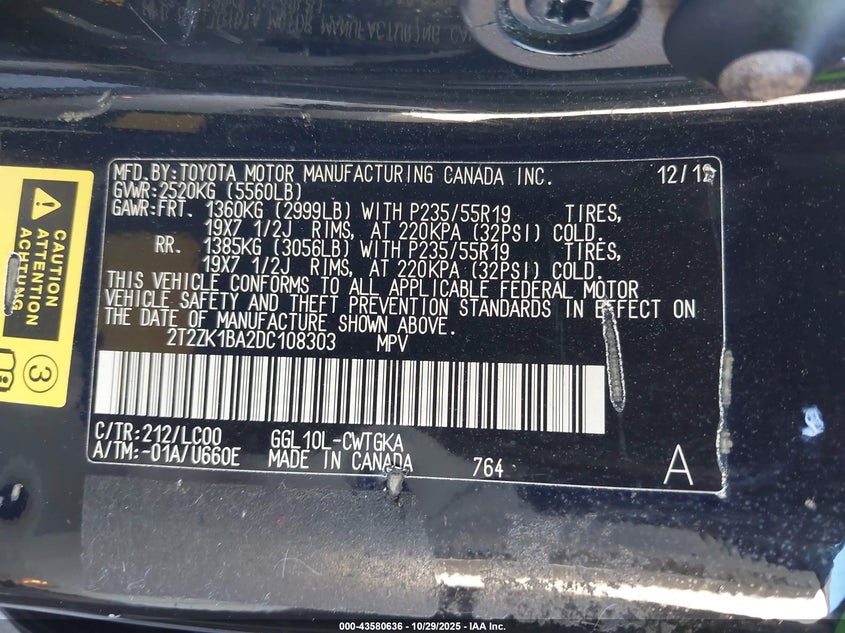 MFD.BY:TOYOTA MOTOR MANUFACTURING CANADA INC. 12/12
GVWR:2520KG (5560LB)
GAWR:FRT. 1360KG (2999LB) WITH P235/55R19 TIRES,
19X7 1/2J RIMS, AT 220KPA (32PSI) COLD.
RR. 1385KG (3056LB) WITH P235/55R19 TIRES,
19X7 1/2J RIMS, AT 220KPA (32PSI) COLD.
THIS VEHICLE CONFORMS TO ALL APPLICABLE FEDERAL MOTOR
VEHICLE SAFETY AND THEFT PREVENTION STANDARDS IN EFFECT ON
THE DATE OF MANUFACTURE SHOWN ABOVE.
2T2ZK1BA2DC108303 MPV
C/TR:212/LC00 GGL10L-CWTGKA
A/TM:-01A/U660E MADE IN CANADA 764 A
CAUTION
ATTENTION
ACHTUNG
3
000-43580636 - 10/29/2025 - IAA Inc.